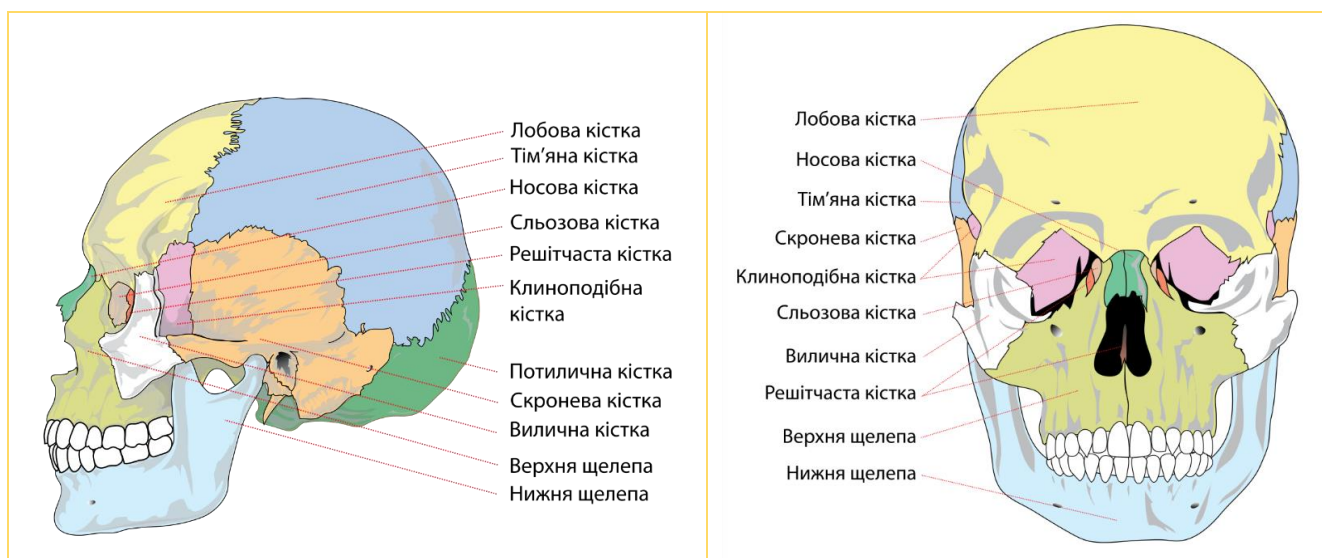 Лобова кістка
Тім'яна кістка
Носова кістка
Сльозова кістка
Решітчаста кістка
Клиноподібна
кістка
Потилична кістка
Скронева кістка
Вилична кістка
Верхня щелепа
Нижня щелепа
Лобова кістка
Носова кістка
Тім'яна кістка
Скронева кістка
Клиноподібна кістка
Сльозова кістка
Вилична кістка
Решітчаста кістка
Верхня щелепа
Нижня щелепа